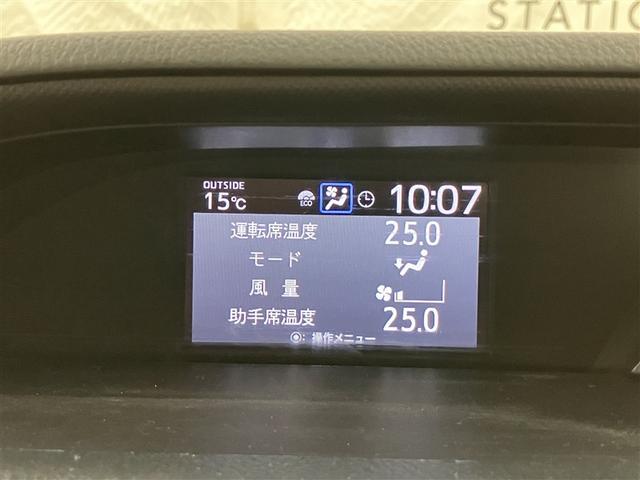 STATIO
OUTSIDE
15℃ ECO 10:07
運転席温度 25.0
モード
風量
助手席温度 25.0
◎: 操作メニュー